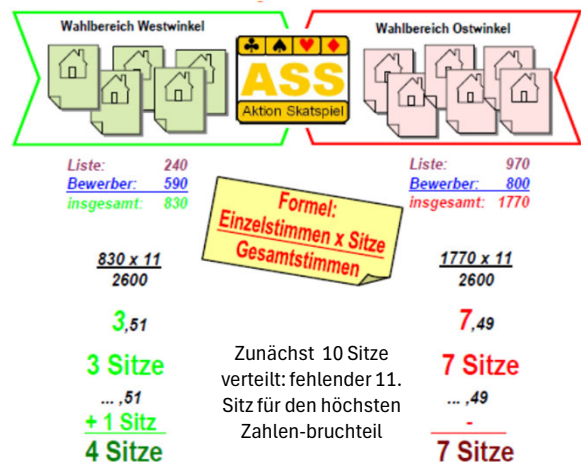 Wahlbereich Westwinkel
ASS
Aktion Skatspiel
Wahlbereich Ostwinkel
Liste: 240
Bewerber: 590
insgesamt: 830
Formel:
Einzelstimmen x Sitze
Gesamtstimmen
Liste: 970
Bewerber: 800
insgesamt: 1770
830 x 11
2600
3,51
3 Sitze
... ,51
+ 1 Sitz
4 Sitze
Zunächst 10 Sitze
verteilt: fehlender 11.
Sitz für den höchsten
Zahlen-bruchteil
1770 x 11
2600
7,49
7 Sitze
... ,49
-
7 Sitze